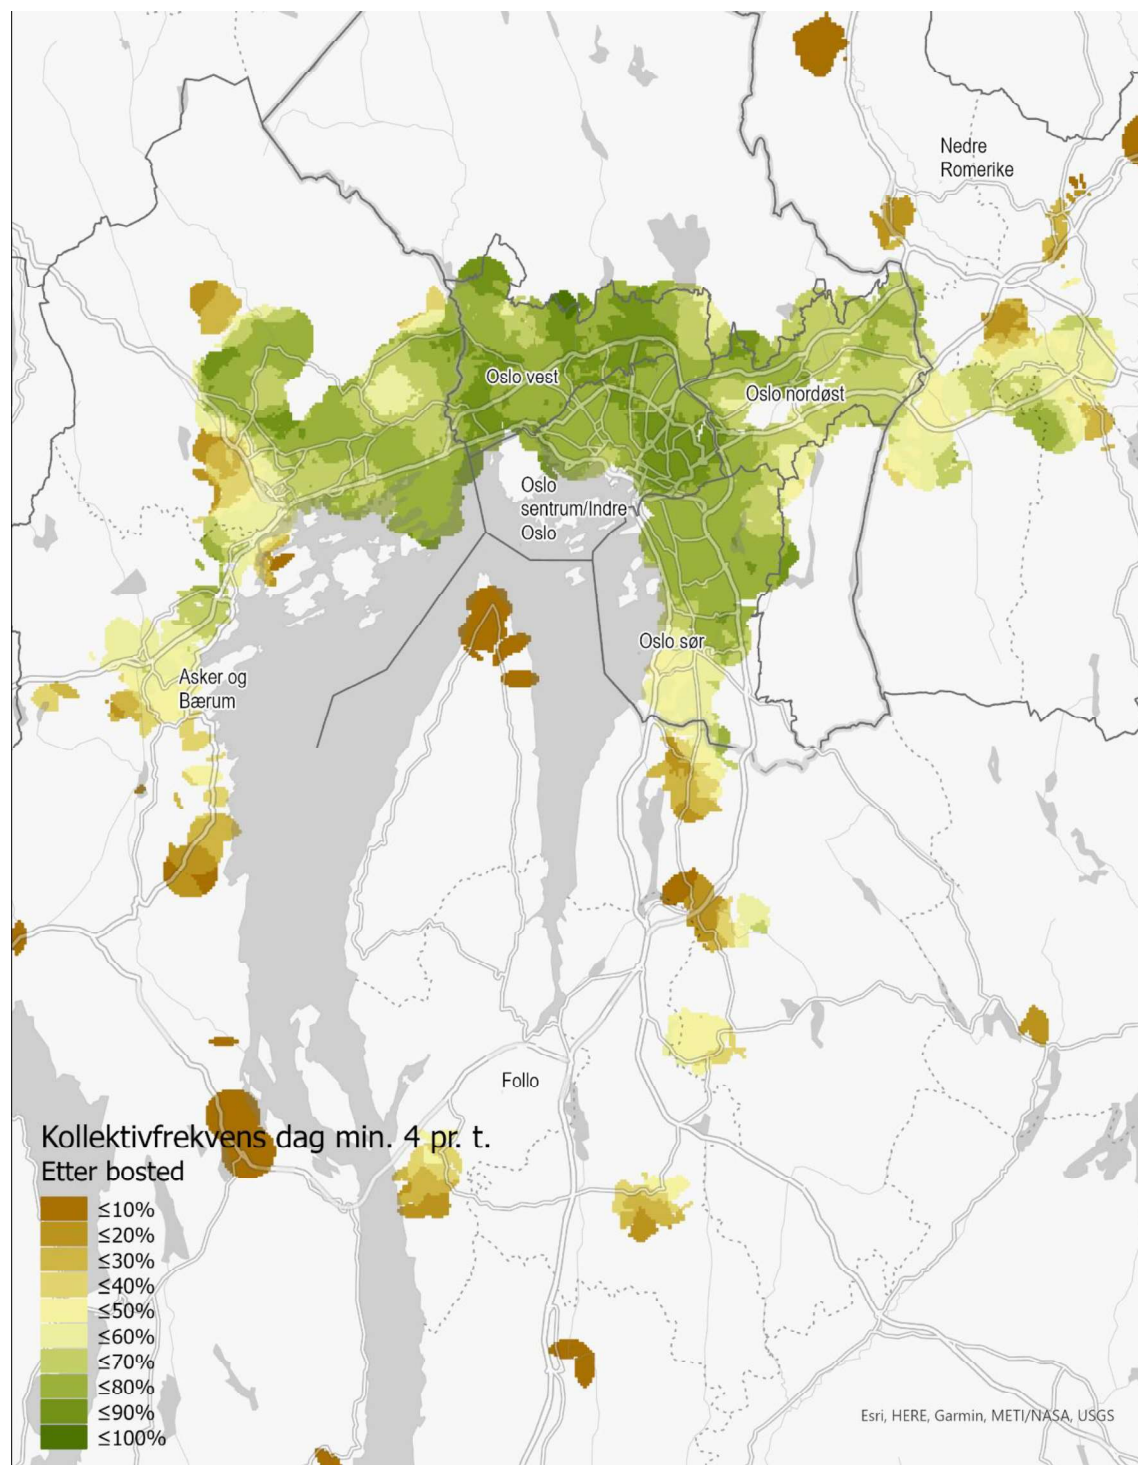 Nedre
Romerike
Oslo vest
Oslo nordøst
Oslo
sentrum/Indre
Oslo
Oslo sør
Asker og
Bærum
Follo
Kollektivfrekvens dag min. 4 pr. t.
Etter bosted
≤10%
≤20%
≤30%
≤40%
≤50%
≤60%
≤70%
≤80%
≤90%
≤100%
Esri, HERE, Garmin, METI/NASA, USGS